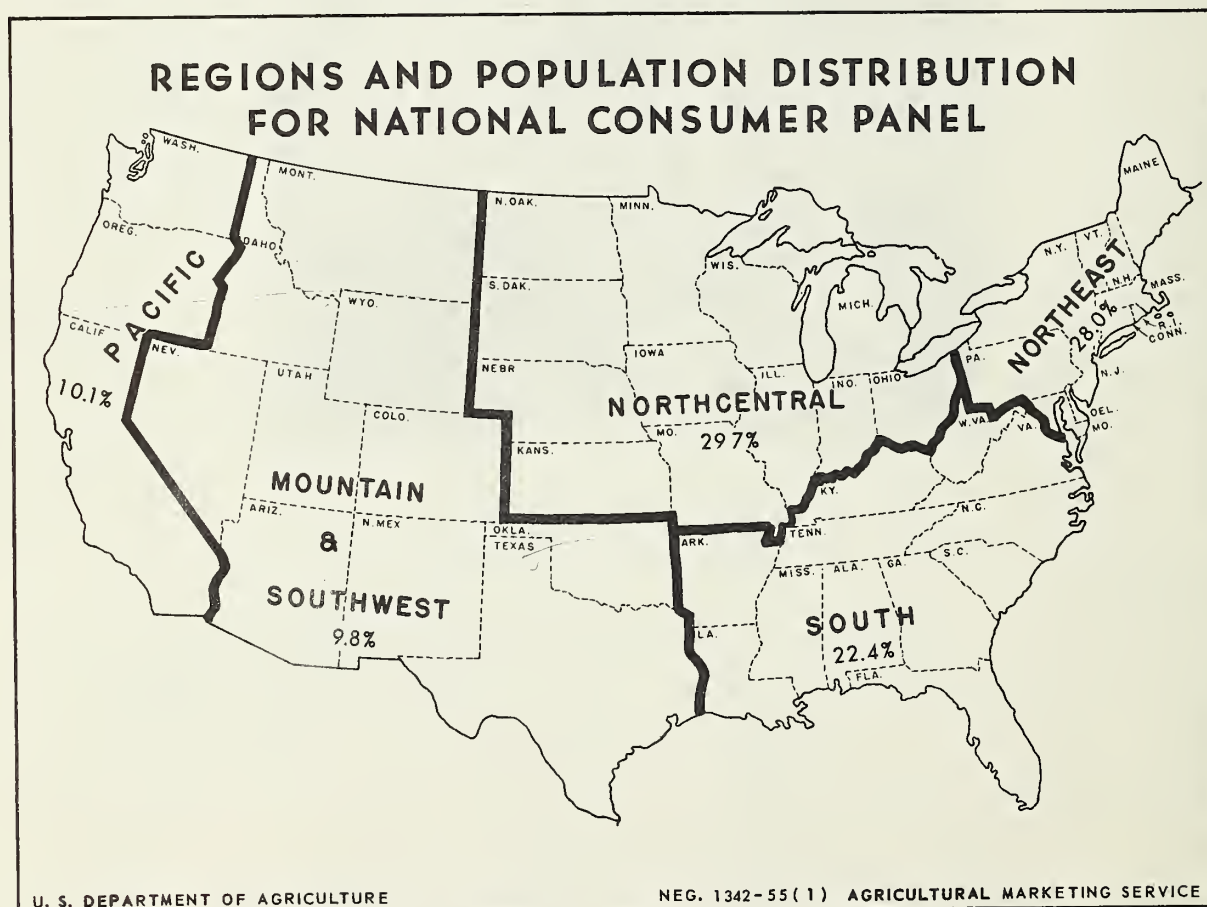 REGIONS AND POPULATION DISTRIBUTION
FOR NATIONAL CONSUMER PANEL
WASH.
MONT.
N.DAK.
MINN.
MAINE
OREG.
IDAHO
N.Y.
VT.
N.H.
MASS.
PACIFIC
WYO.
S.DAK.
WIS.
MICH.
NORTHEAST
28.0%
R.I.
CONN.
CALIF
NEV.
10.1%
UTAH
NEBR
IOWA
ILL.
IND.
OHIO
PA.
N.J.
COLO.
NORTHCENTRAL
29 7%
MO.
W.VA.
VA.
DEL.
MD.
KANS.
KY.
MOUNTAIN
&
SOUTHWEST
9.8%
ARIZ.
N.MEX
OKLA.
TEXAS
ARK.
TENN.
N.C.
S.C.
MISS.
ALA.
GA.
LA.
SOUTH
22.4%
FLA.
U. S. DEPARTMENT OF AGRICULTURE
NEG. 1342-55(1) AGRICULTURAL MARKETING SERVICE